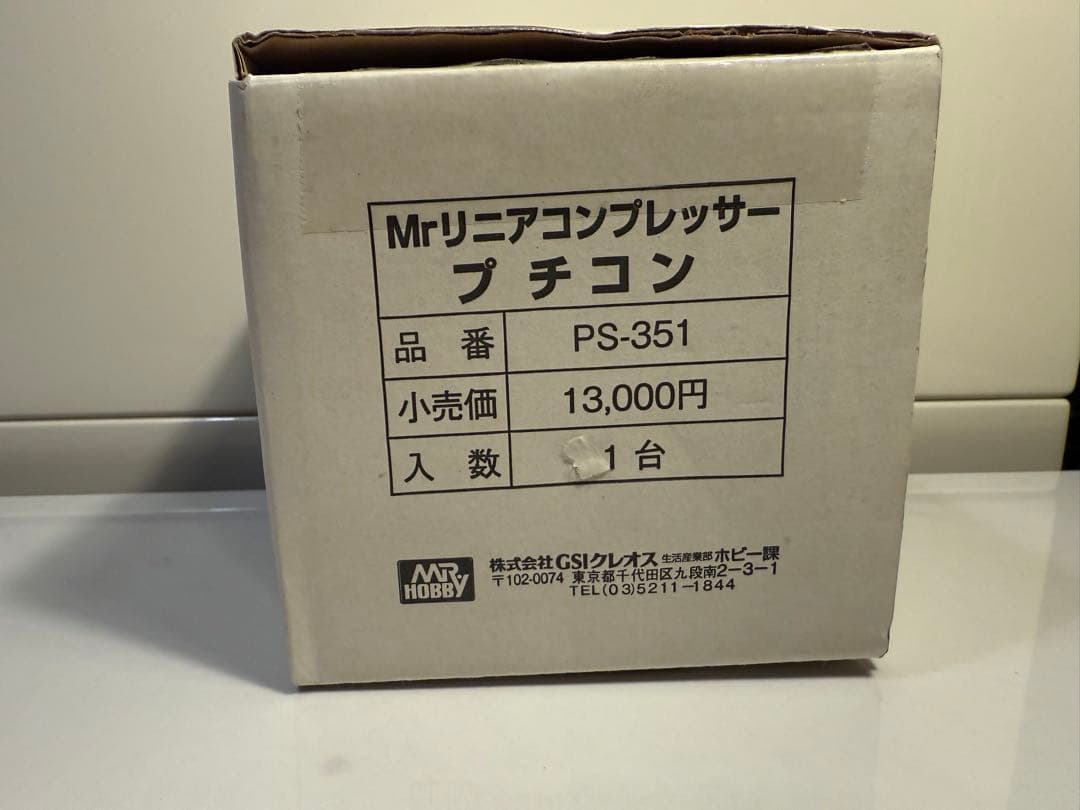 Mrリニアコンプレッサー
プチコン
品番 PS-351
小売価 13,000円
入数 1台
MR HOBBY 株式会社GSIクレオス 生活産業部 ホビー課
〒102-0074 東京都千代田区九段南2-3-1
TEL(03)5211-1844